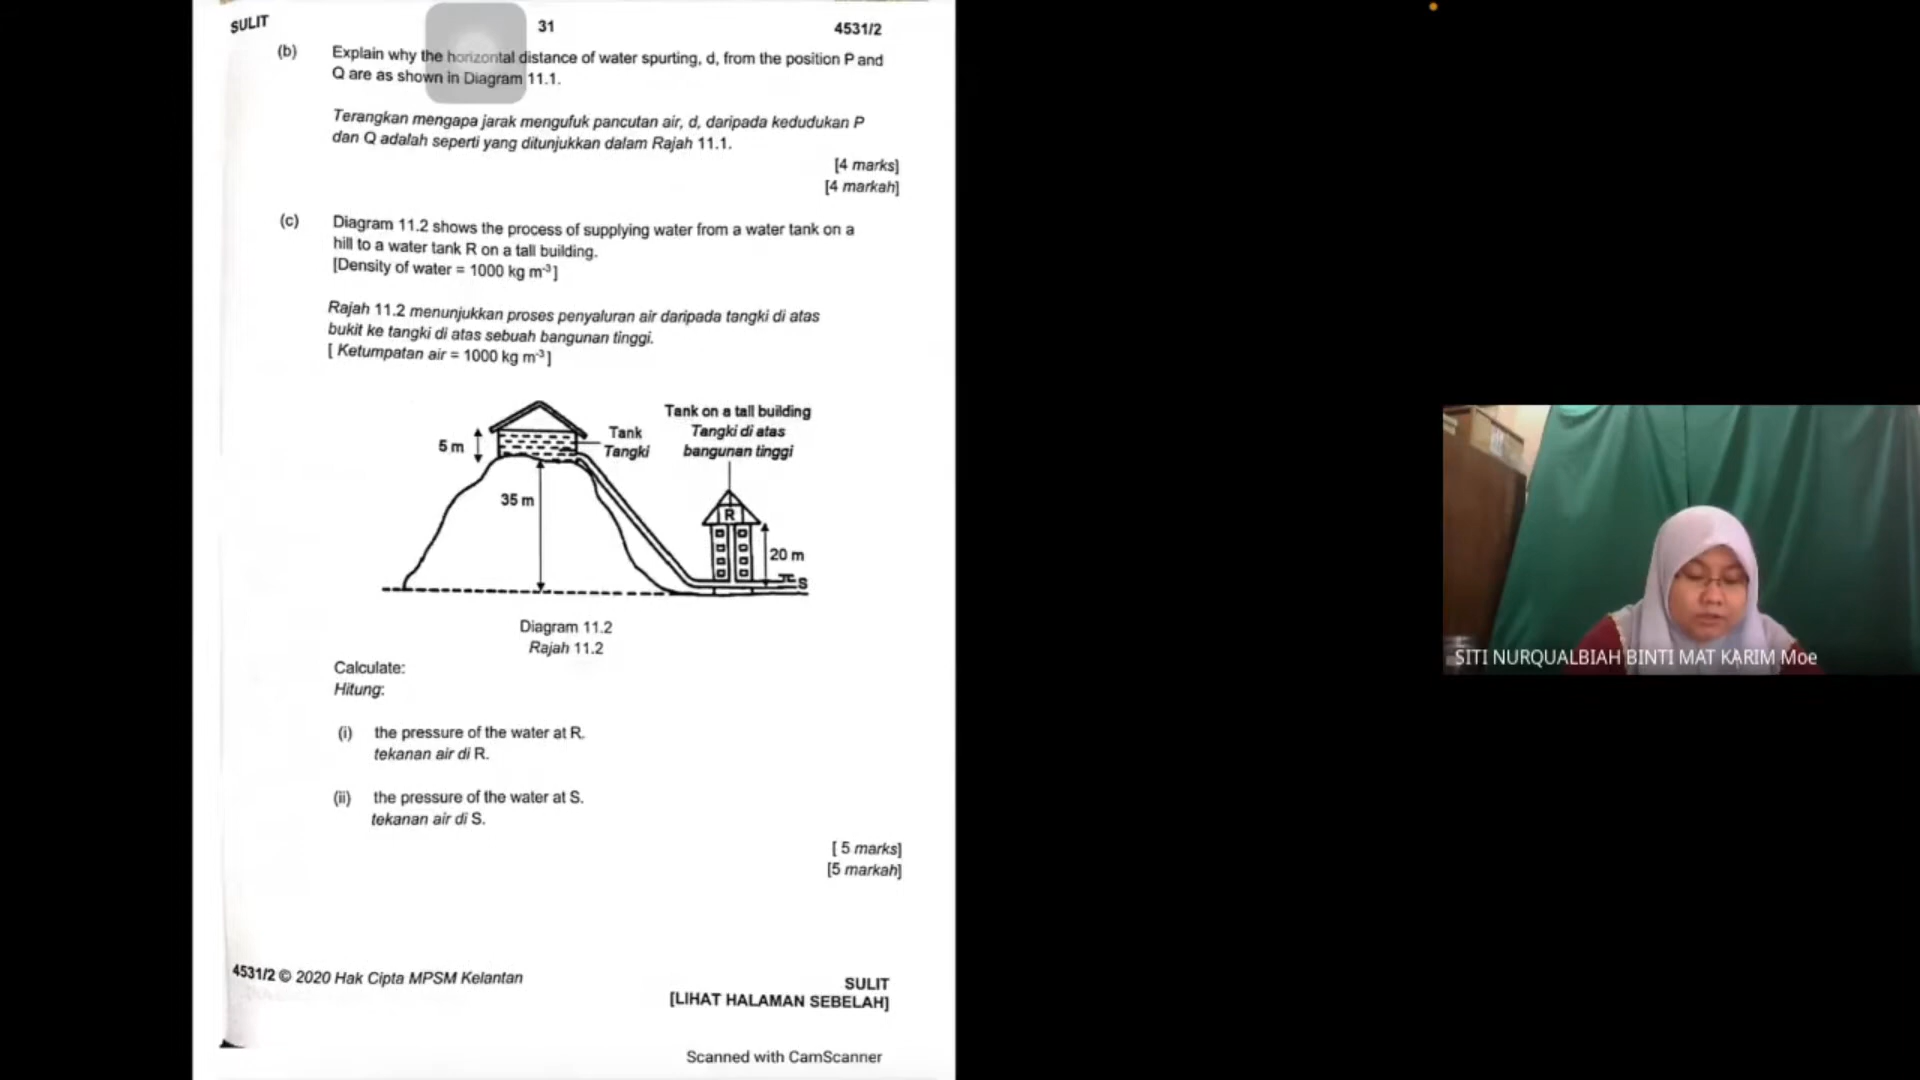 SULIT
31
4531/2
(b) Explain why the horizontal distance of water spurting, d, from the position P and
Q are as shown in Diagram 11.1.
Terangkan mengapa jarak mengufuk pancutan air, d, daripada kedudukan P
dan Q adalah seperti yang ditunjukkan dalam Rajah 11.1.
[4 marks]
[4 markah]
(c) Diagram 11.2 shows the process of supplying water from a water tank on a
hill to a water tank R on a tall building.
[Density of water = 1000 kg m⁻³]
Rajah 11.2 menunjukkan proses penyaluran air daripada tangki di atas
bukit ke tangki di atas sebuah bangunan tinggi.
[ Ketumpatan air = 1000 kg m⁻³]
5 m
Tank
Tangki
Tank on a tall building
Tangki di atas
bangunan tinggi
35 m
R
20 m
S
Diagram 11.2
Rajah 11.2
Calculate:
Hitung:
(i) the pressure of the water at R.
tekanan air di R.
(ii) the pressure of the water at S.
tekanan air di S.
[ 5 marks]
[5 markah]
4531/2 © 2020 Hak Cipta MPSM Kelantan
SULIT
[LIHAT HALAMAN SEBELAH]
Scanned with CamScanner
SITI NURQUALBIAH BINTI MAT KARIM Moe